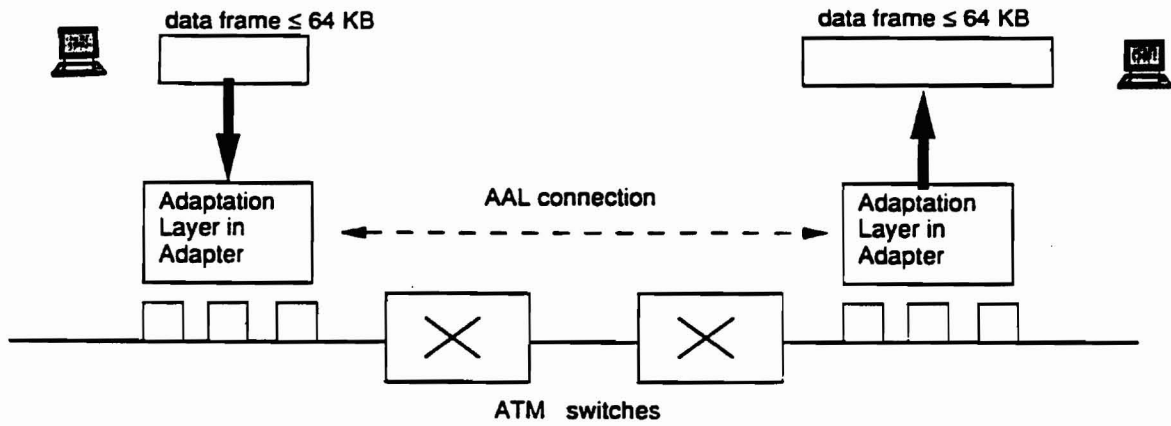 data frame ≤ 64 KB
data frame ≤ 64 KB
Adaptation
Layer in
Adapter
AAL connection
Adaptation
Layer in
Adapter
ATM switches